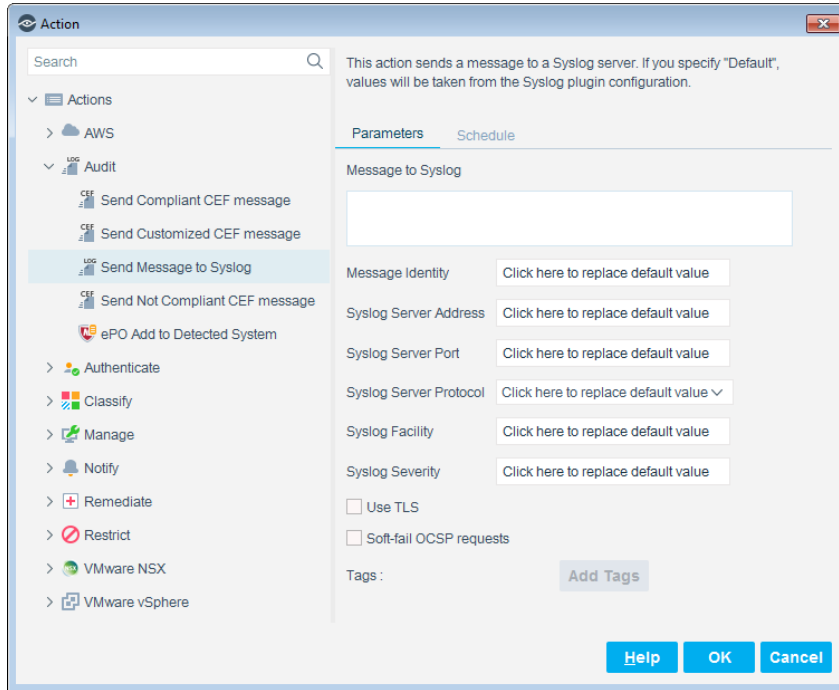 Action
Search
Actions
AWS
LOG
Audit
CEF
Send Compliant CEF message
CEF
Send Customized CEF message
LOG
Send Message to Syslog
CEF
Send Not Compliant CEF message
ePO Add to Detected System
Authenticate
Classify
Manage
Notify
Remediate
Restrict
NSX
VMware NSX
VMware vSphere
This action sends a message to a Syslog server. If you specify "Default",
values will be taken from the Syslog plugin configuration.
Parameters Schedule
Message to Syslog
Message Identity Click here to replace default value
Syslog Server Address Click here to replace default value
Syslog Server Port Click here to replace default value
Syslog Server Protocol Click here to replace default value
Syslog Facility Click here to replace default value
Syslog Severity Click here to replace default value
Use TLS
Soft-fail OCSP requests
Tags : Add Tags
Help OK Cancel